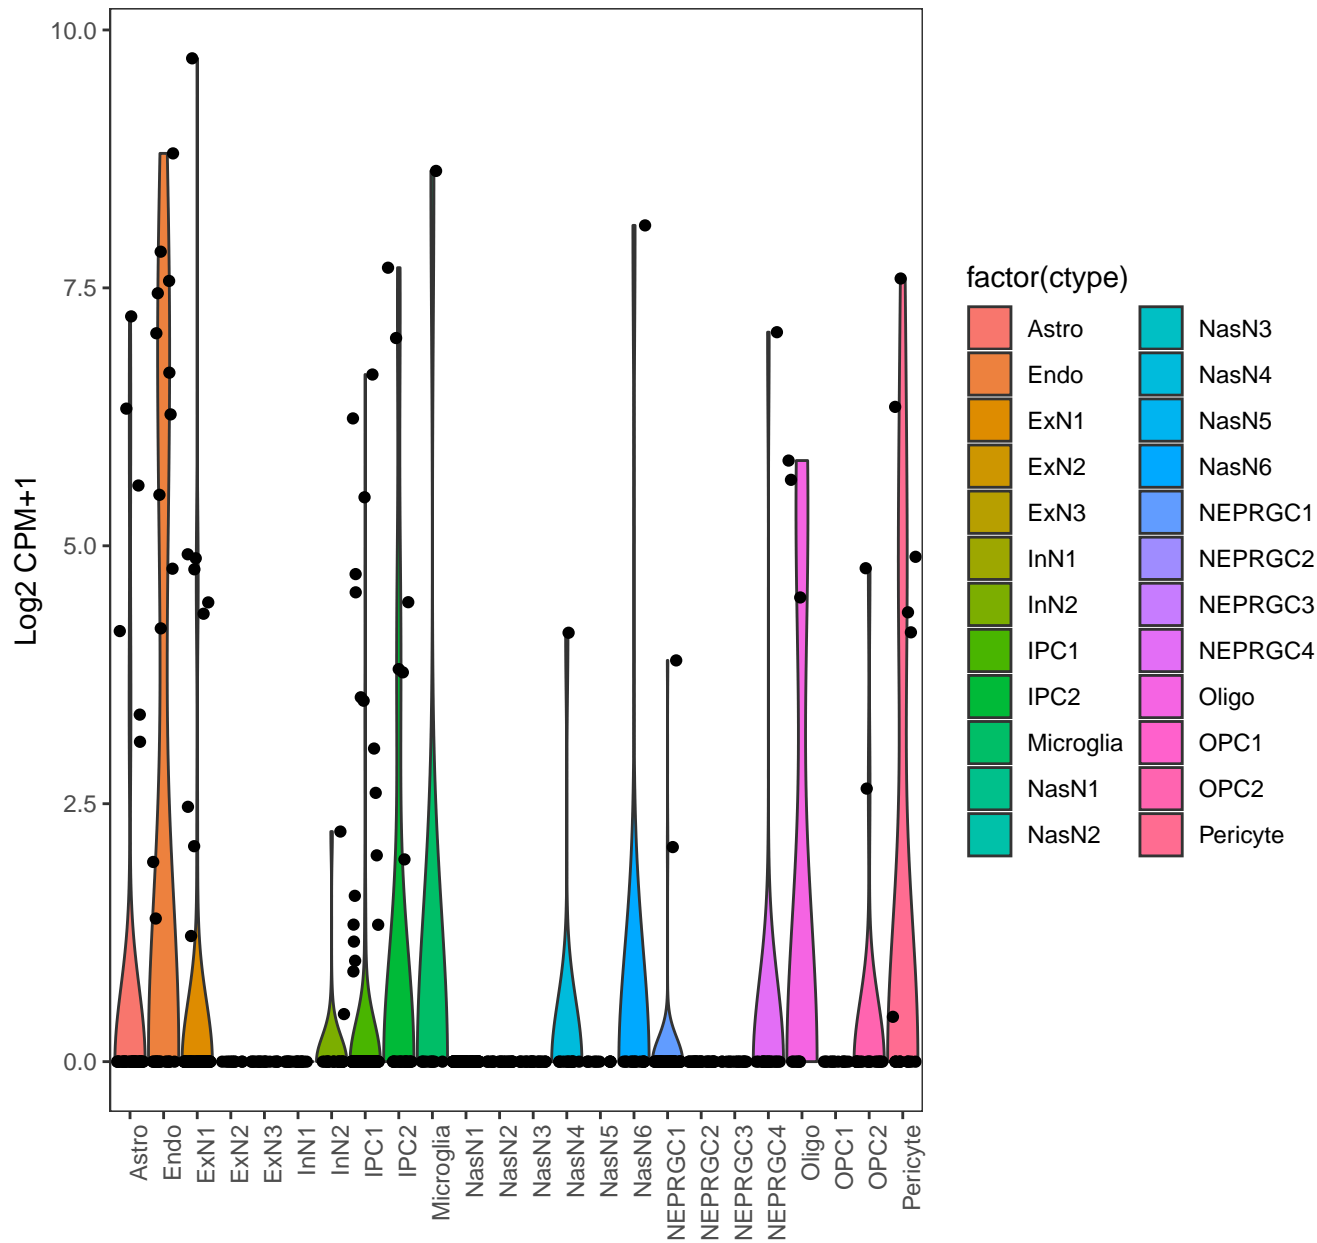 10.0
7.5
5.0
2.5
0.0
Log2 CPM+1
Astro
Endo
ExN1
ExN2
ExN3
InN1
InN2
IPC1
IPC2
Microglia
NasN1
NasN2
NasN3
NasN4
NasN5
NasN6
NEPRGC1
NEPRGC2
NEPRGC3
NEPRGC4
Oligo
OPC1
OPC2
Pericyte
factor(ctype)
Astro
Endo
ExN1
ExN2
ExN3
InN1
InN2
IPC1
IPC2
Microglia
NasN1
NasN2
NasN3
NasN4
NasN5
NasN6
NEPRGC1
NEPRGC2
NEPRGC3
NEPRGC4
Oligo
OPC1
OPC2
Pericyte